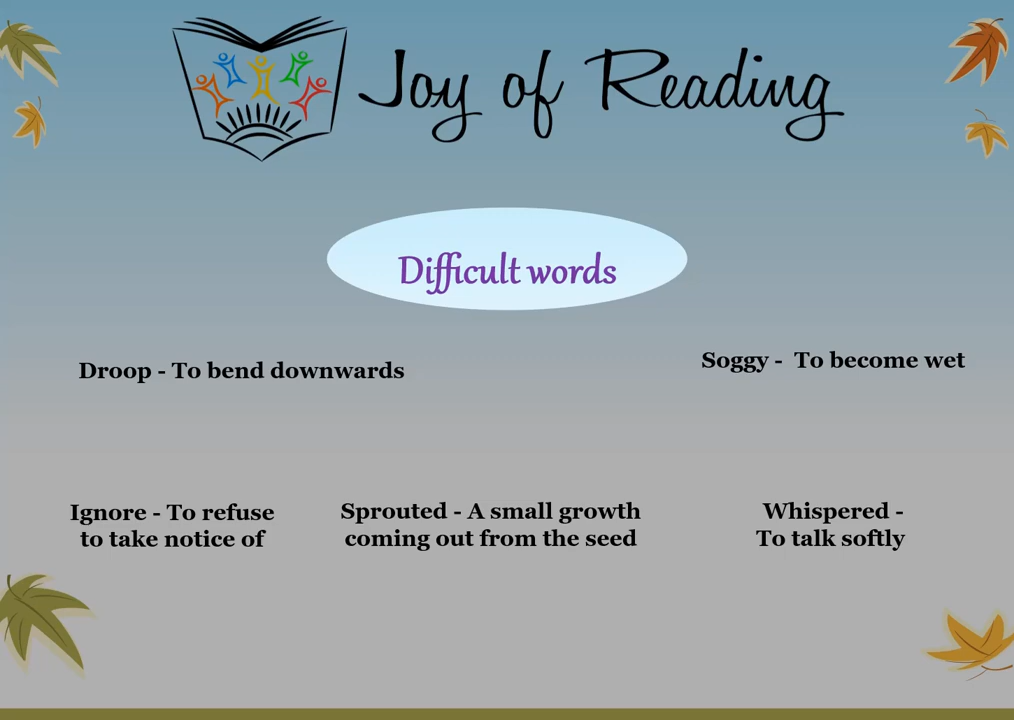 Joy of Reading
Difficult words
Droop - To bend downwards
Soggy - To become wet
Ignore - To refuse
to take notice of
Sprouted - A small growth
coming out from the seed
Whispered -
To talk softly